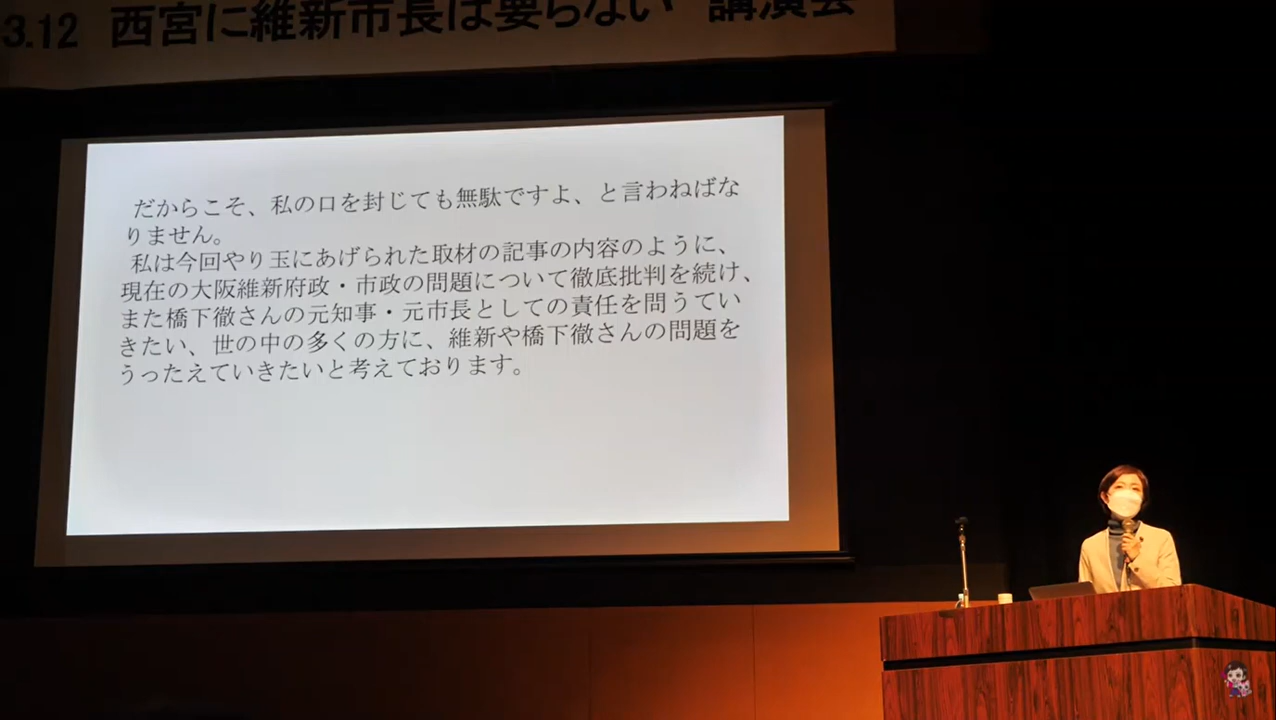 3.12 西宮に維新市長は要らない 講演会
だからこそ、私の口を封じても無駄ですよ、と言わねばな
りません。
私は今回やり玉にあげられた取材の記事の内容のように、
現在の大阪維新府政・市政の問題について徹底批判を続け、
また橋下徹さんの元知事・元市長としての責任を問うてい
きたい、世の中の多くの方に、維新や橋下徹さんの問題を
うったえていきたいと考えております。